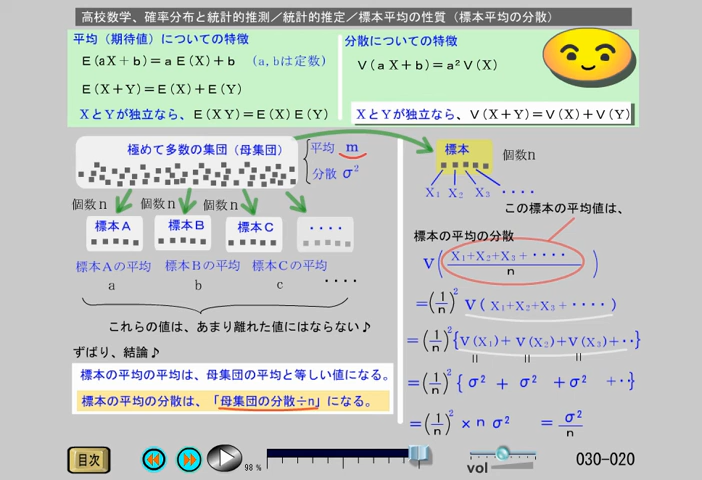 高校数学、確率分布と統計的推測／統計的推定／標本平均の性質（標本平均の分散）
平均（期待値）についての特徴
E(aX+b)=aE(X)+b (a,bは定数)
E(X+Y)=E(X)+E(Y)
XとYが独立なら、E(XY)=E(X)E(Y)
分散についての特徴
V(aX+b)=a²V(X)
XとYが独立なら、V(X+Y)=V(X)+V(Y)
極めて多数の集団（母集団）
平均 m
分散 σ²
個数n 個数n 個数n
標本A 標本B 標本C ････
標本Aの平均 標本Bの平均 標本Cの平均
a b c ････
これらの値は、あまり離れた値にはならない♪
ずばり、結論♪
標本の平均の平均は、母集団の平均と等しい値になる。
標本の平均の分散は、「母集団の分散÷n」になる。
標本 個数n
X₁ X₂ X₃ ････
この標本の平均値は、
標本の平均の分散
V((X₁+X₂+X₃+････)/n)
=(1/n)² V(X₁+X₂+X₃+････)
=(1/n)²{V(X₁)+V(X₂)+V(X₃)+･･}
=(1/n)²{σ²+σ²+σ²+･･}
=(1/n)²×nσ² =σ²/n
目次
98 %
vol
030-020